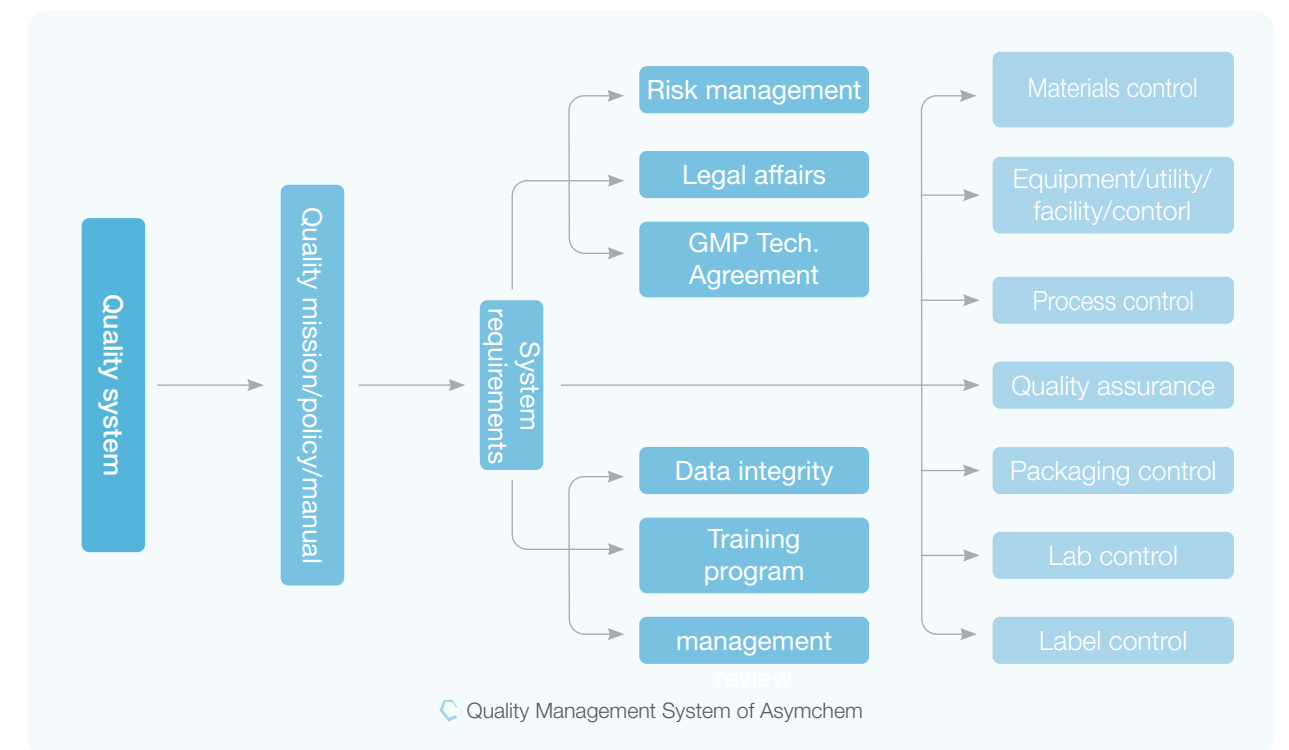 Quality system
Quality mission/policy/manual
System
requirements
Risk management
Legal affairs
GMP Tech.
Agreement
Data integrity
Training
program
management
review
Materials control
Equipment/utility/
facility/contorl
Process control
Quality assurance
Packaging control
Lab control
Label control
Quality Management System of Asymchem